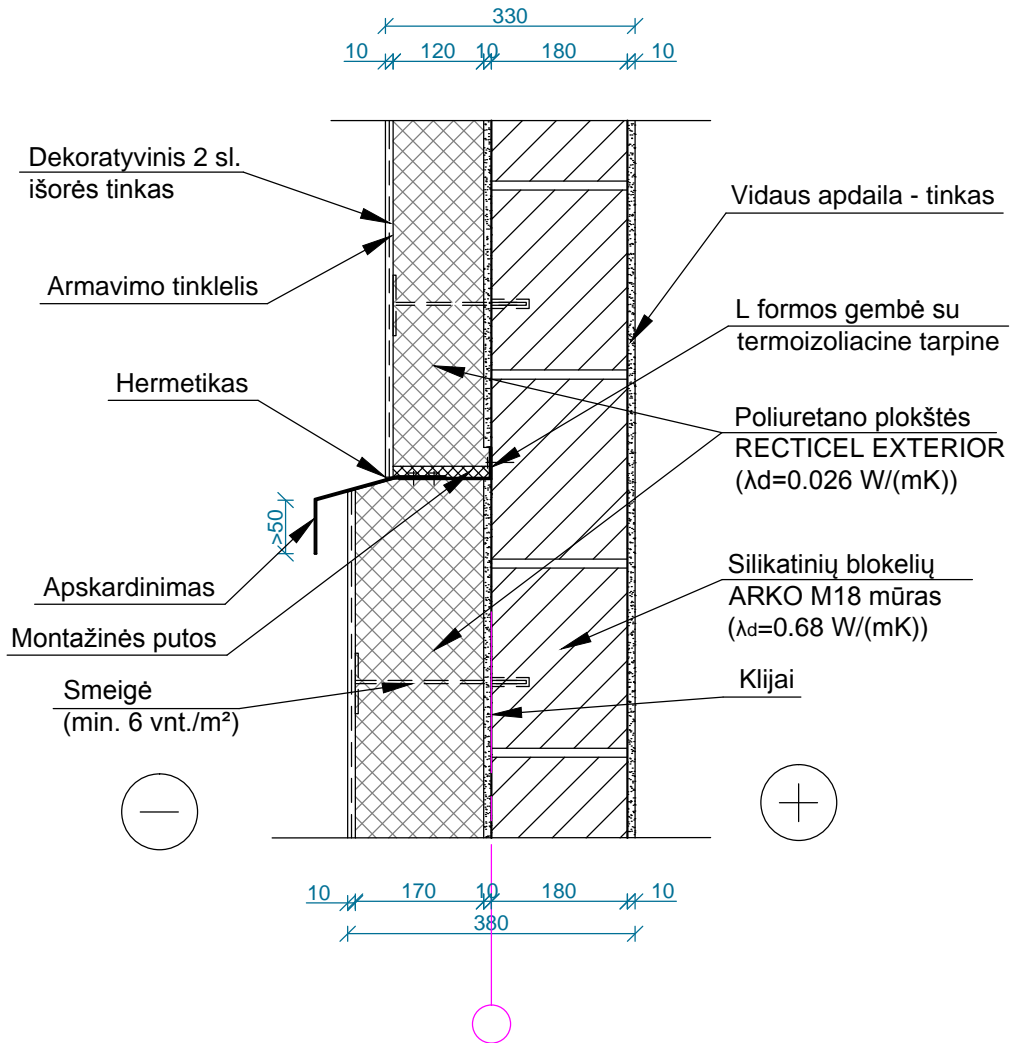 330
10 120 10 180 10
Dekoratyvinis 2 sl.
išorės tinkas
Vidaus apdaila - tinkas
Armavimo tinklelis
L formos gembė su
termoizoliacine tarpine
Hermetikas
Poliuretano plokštės
RECTICEL EXTERIOR
(λd=0.026 W/(mK))
>50
Apskardinimas
Silikatinių blokelių
ARKO M18 mūras
(λd=0.68 W/(mK))
Montažinės putos
Smeigė
(min. 6 vnt./m²)
Klijai
10 170 10 180 10
380